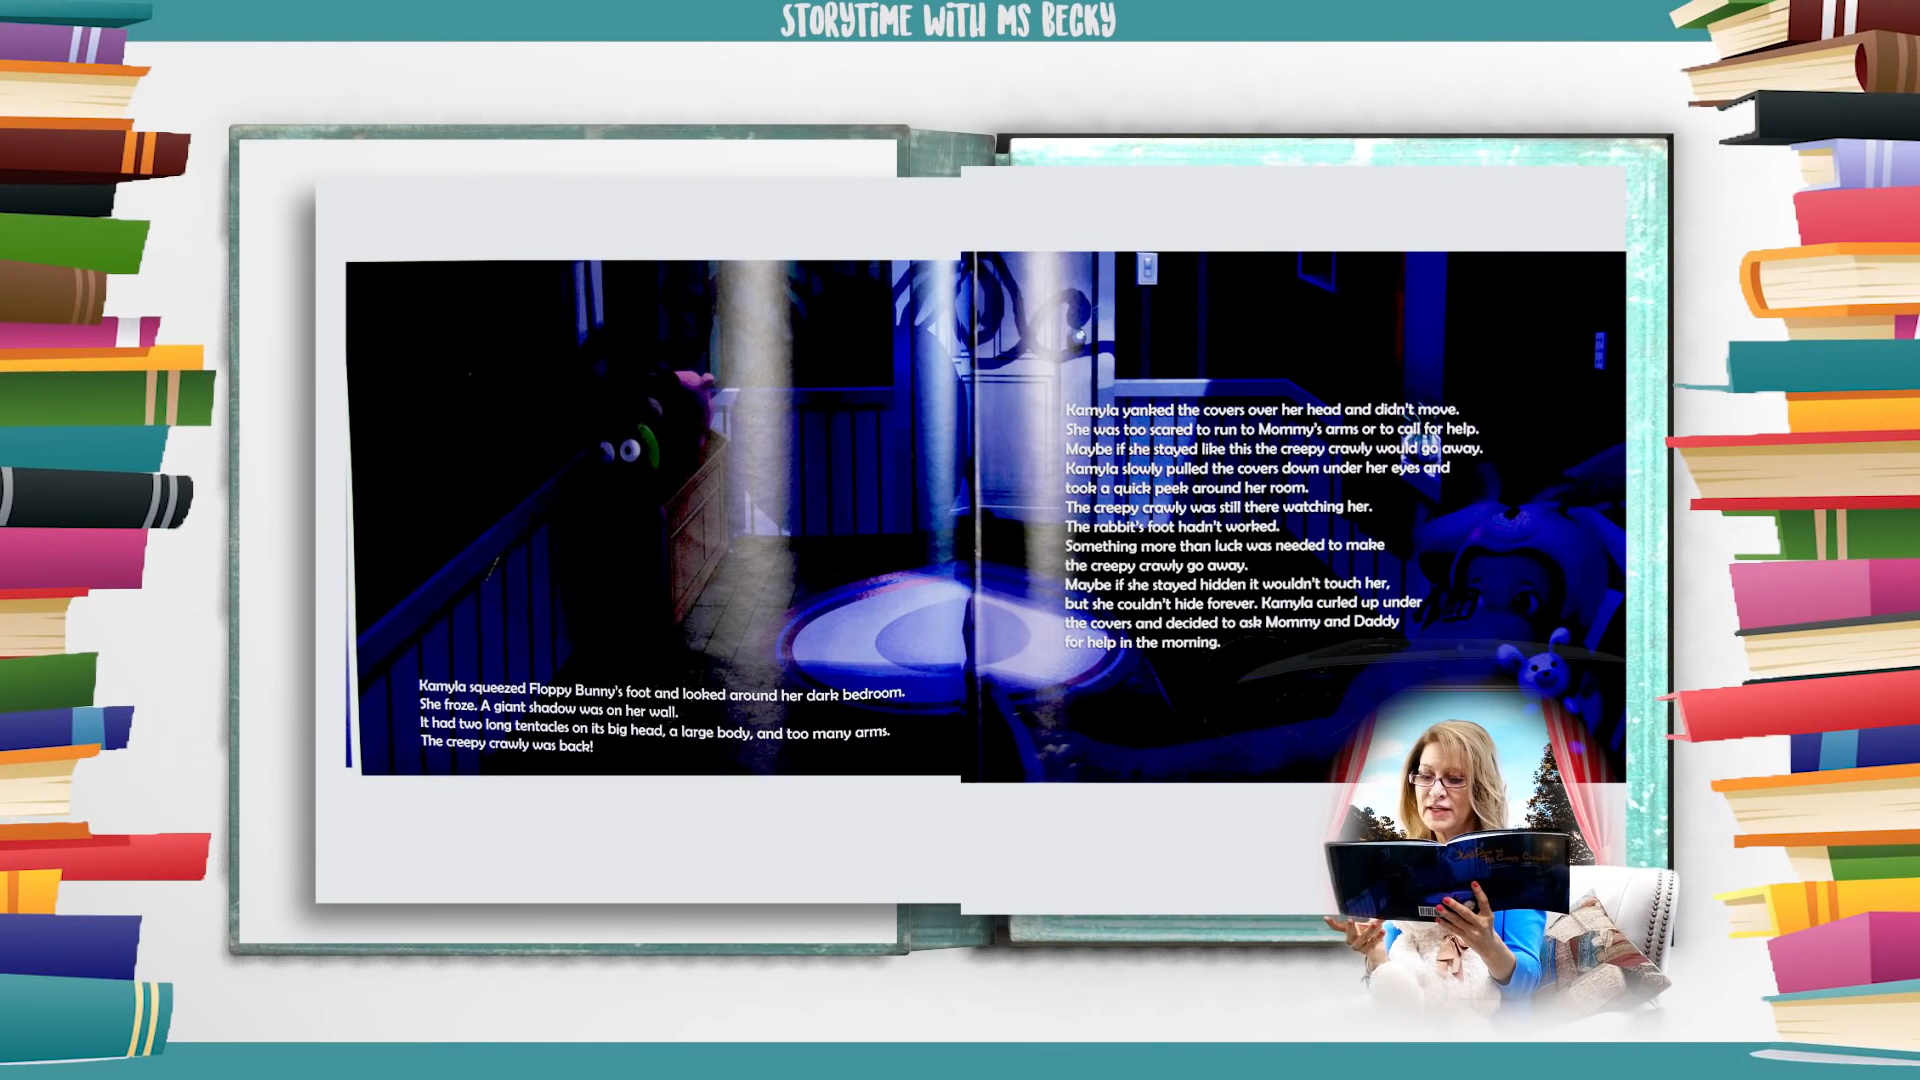 STORYTIME WITH MS BECKY
Kamyla squeezed Floppy Bunny's foot and looked around her dark bedroom.
She froze. A giant shadow was on her wall.
It had two long tentacles on its big head, a large body, and too many arms.
The creepy crawly was back!
Kamyla yanked the covers over her head and didn't move.
She was too scared to run to Mommy's arms or to call for help.
Maybe if she stayed like this the creepy crawly would go away.
Kamyla slowly pulled the covers down under her eyes and
took a quick peek around her room.
The creepy crawly was still there watching her.
The rabbit's foot hadn't worked.
Something more than luck was needed to make
the creepy crawly go away.
Maybe if she stayed hidden it wouldn't touch her,
but she couldn't hide forever. Kamyla curled up under
the covers and decided to ask Mommy and Daddy
for help in the morning.